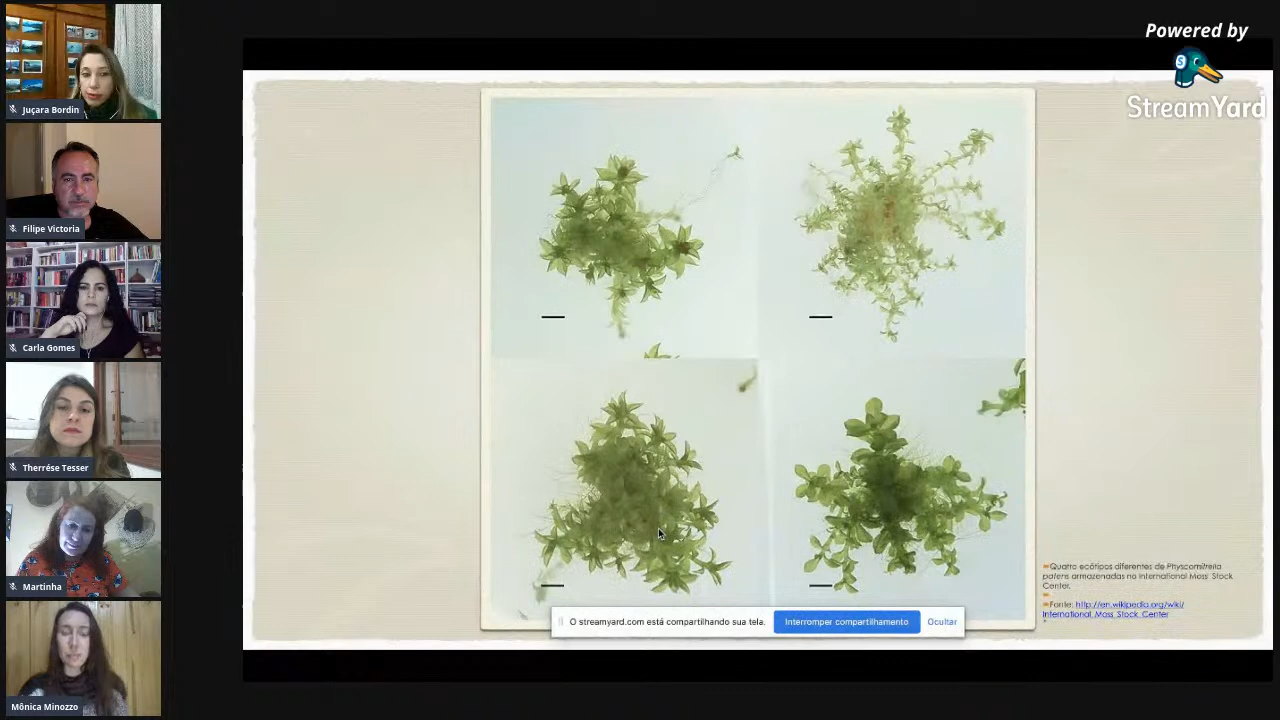 Powered by
StreamYard
Juçara Bordin
Filipe Victoria
Carla Gomes
Therrése Tesser
Martinha
Mônica Minozzo
Quatro ecótipos diferentes de Physcomitrella
patens armazenadas no International Moss Stock
Center.
Fonte: http://en.wikipedia.org/wiki/
International_Moss_Stock_Center
O streamyard.com está compartilhando sua tela.
Interromper compartilhamento
Ocultar